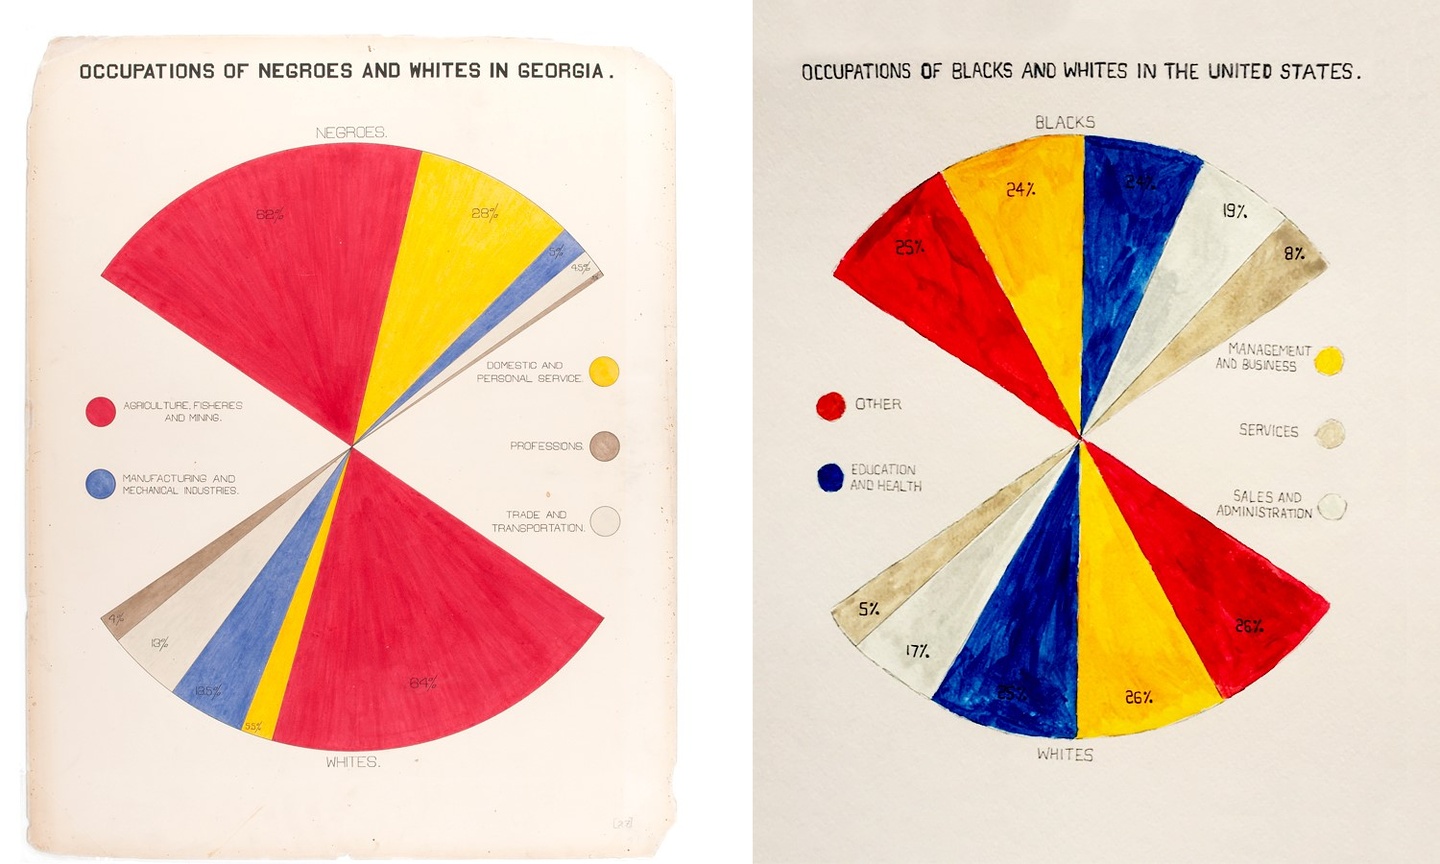 OCCUPATIONS OF NEGROES AND WHITES IN GEORGIA.
NEGROES.
62%
28%
5%
4.5%
DOMESTIC AND
PERSONAL SERVICE.
AGRICULTURE, FISHERIES
AND MINING.
PROFESSIONS.
MANUFACTURING AND
MECHANICAL INDUSTRIES.
TRADE AND
TRANSPORTATION.
4%
13%
13.5%
5.5%
64%
WHITES.
OCCUPATIONS OF BLACKS AND WHITES IN THE UNITED STATES.
BLACKS
25%
24%
24%
19%
8%
MANAGEMENT
AND BUSINESS
OTHER
SERVICES
EDUCATION
AND HEALTH
SALES AND
ADMINISTRATION
5%
17%
25%
26%
26%
WHITES